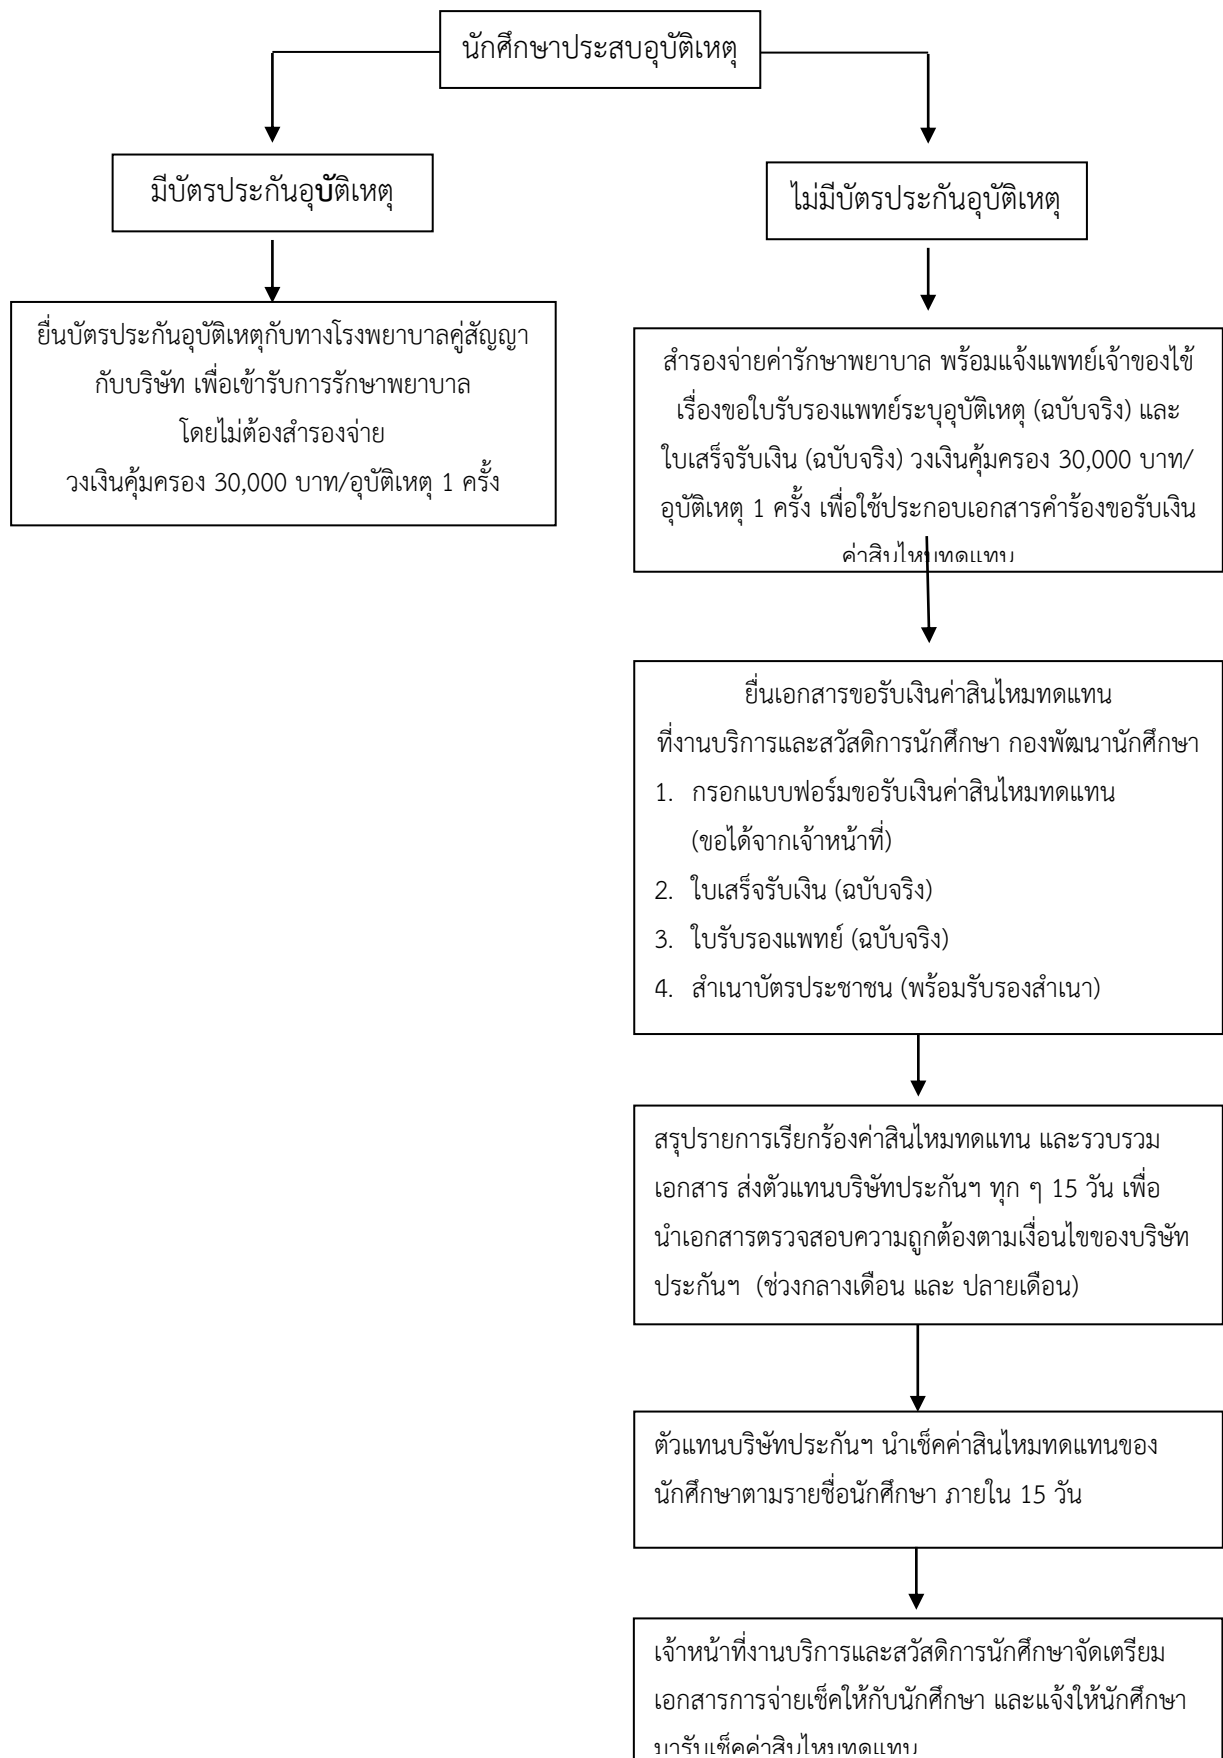 นักศึกษาประสบอุบัติเหตุ
มีบัตรประกันอุบัติเหตุ
ไม่มีบัตรประกันอุบัติเหตุ
ยื่นบัตรประกันอุบัติเหตุกับทางโรงพยาบาลคู่สัญญา
กับบริษัท เพื่อเข้ารับการรักษาพยาบาล
โดยไม่ต้องสำรองจ่าย
วงเงินคุ้มครอง 30,000 บาท/อุบัติเหตุ 1 ครั้ง
สำรองจ่ายค่ารักษาพยาบาล พร้อมแจ้งแพทย์เจ้าของไข้
เรื่องขอใบรับรองแพทย์ระบุอุบัติเหตุ (ฉบับจริง) และ
ใบเสร็จรับเงิน (ฉบับจริง) วงเงินคุ้มครอง 30,000 บาท/
อุบัติเหตุ 1 ครั้ง เพื่อใช้ประกอบเอกสารคำร้องขอรับเงิน
ค่าสินไหมทดแทน
ยื่นเอกสารขอรับเงินค่าสินไหมทดแทน
ที่งานบริการและสวัสดิการนักศึกษา กองพัฒนานักศึกษา
1. กรอกแบบฟอร์มขอรับเงินค่าสินไหมทดแทน
(ขอได้จากเจ้าหน้าที่)
2. ใบเสร็จรับเงิน (ฉบับจริง)
3. ใบรับรองแพทย์ (ฉบับจริง)
4. สำเนาบัตรประชาชน (พร้อมรับรองสำเนา)
สรุปรายการเรียกร้องค่าสินไหมทดแทน และรวบรวม
เอกสาร ส่งตัวแทนบริษัทประกันฯ ทุก ๆ 15 วัน เพื่อ
นำเอกสารตรวจสอบความถูกต้องตามเงื่อนไขของบริษัท
ประกันฯ (ช่วงกลางเดือน และ ปลายเดือน)
ตัวแทนบริษัทประกันฯ นำเช็คค่าสินไหมทดแทนของ
นักศึกษาตามรายชื่อนักศึกษา ภายใน 15 วัน
เจ้าหน้าที่งานบริการและสวัสดิการนักศึกษาจัดเตรียม
เอกสารการจ่ายเช็คให้กับนักศึกษา และแจ้งให้นักศึกษา
มารับเช็คค่าสินไหมทดแทน